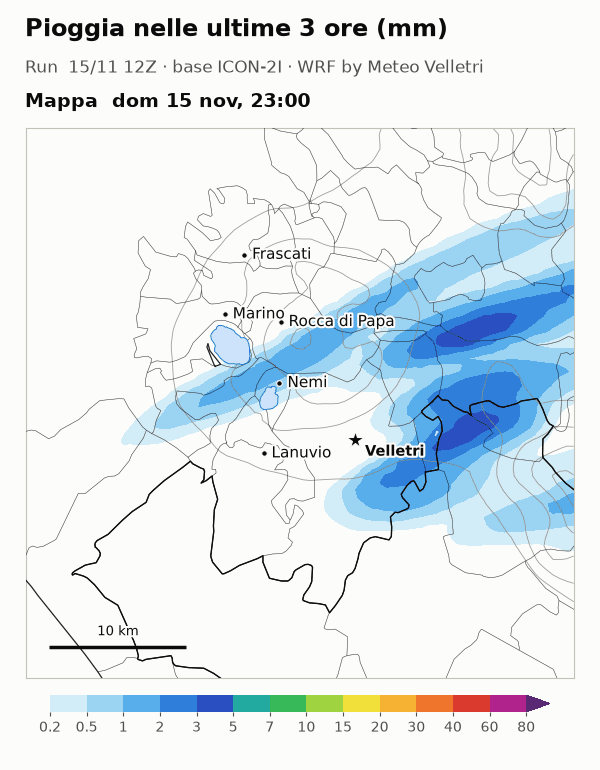 Pioggia nelle ultime 3 ore (mm)
Run  15/11 12Z · base ICON-2I · WRF by Meteo Velletri
Mappa  dom 15 nov, 23:00
Frascati
Marino
Rocca di Papa
Nemi
Velletri
Lanuvio
10 km
0.2 0.5 1 2 3 5 7 10 15 20 30 40 60 80